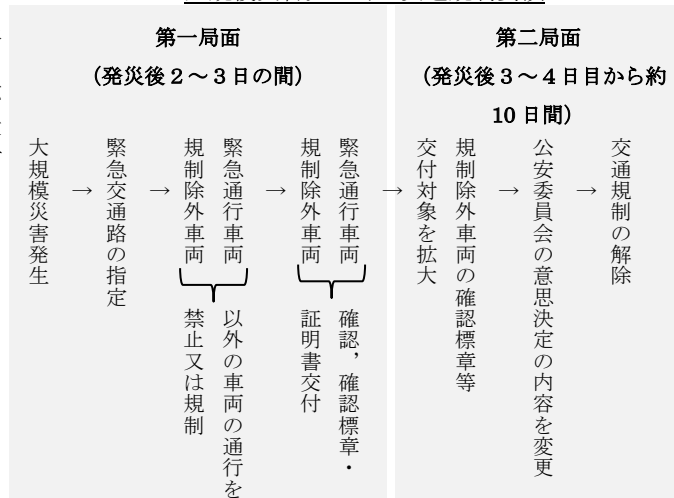 第一局面
（発災後２～３日の間）
大規模災害発生
→
緊急交通路の指定
→
緊急通行車両
規制除外車両
以外の車両の通行を
禁止又は規制
→
緊急通行車両
規制除外車両
確認，確認標章・
証明書交付
→
第二局面
（発災後３～４日目から約
10 日間）
規制除外車両の確認標章等
交付対象を拡大
→
公安委員会の意思決定の内容を変更
→
交通規制の解除